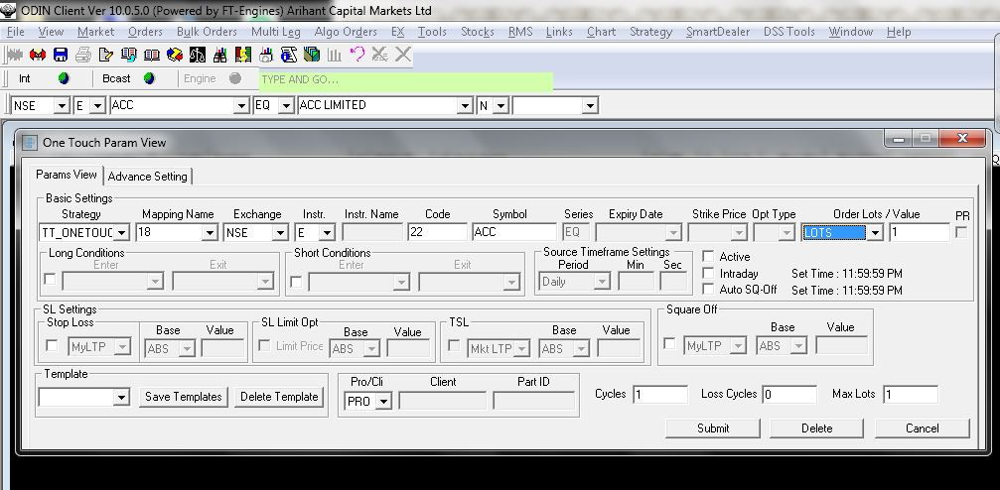 ODIN Client Ver 10.0.5.0 (Powered by FT-Engines) Arihant Capital Markets Ltd
File View Market Orders Bulk Orders Multi Leg Algo Orders EX Tools Stocks RMS Links Chart Strategy SmartDealer DSS Tools Window Help
Int Bcast Engine TYPE AND GO...
NSE E ACC EQ ACC LIMITED N
One Touch Param View
Params View Advance Setting
Basic Settings
Strategy Mapping Name Exchange Instr. Instr. Name Code Symbol Series Expiry Date Strike Price Opt Type Order Lots / Value PR
TT_ONETOUC 18 NSE E 22 ACC EQ LOTS 1
Long Conditions Short Conditions Source Timeframe Settings Active
Enter Exit Enter Exit Period Min Sec
Intraday Set Time : 11:59:59 PM
Daily
Auto SQ-Off Set Time : 11:59:59 PM
SL Settings Square Off
Stop Loss Base Value SL Limit Opt Base Value TSL Base Value Base Value
MyLTP ABS Limit Price ABS Mkt LTP ABS MyLTP ABS
Template Pro/Cli Client Part ID
Save Templates Delete Template PRO Cycles 1 Loss Cycles 0 Max Lots 1
Submit Delete Cancel